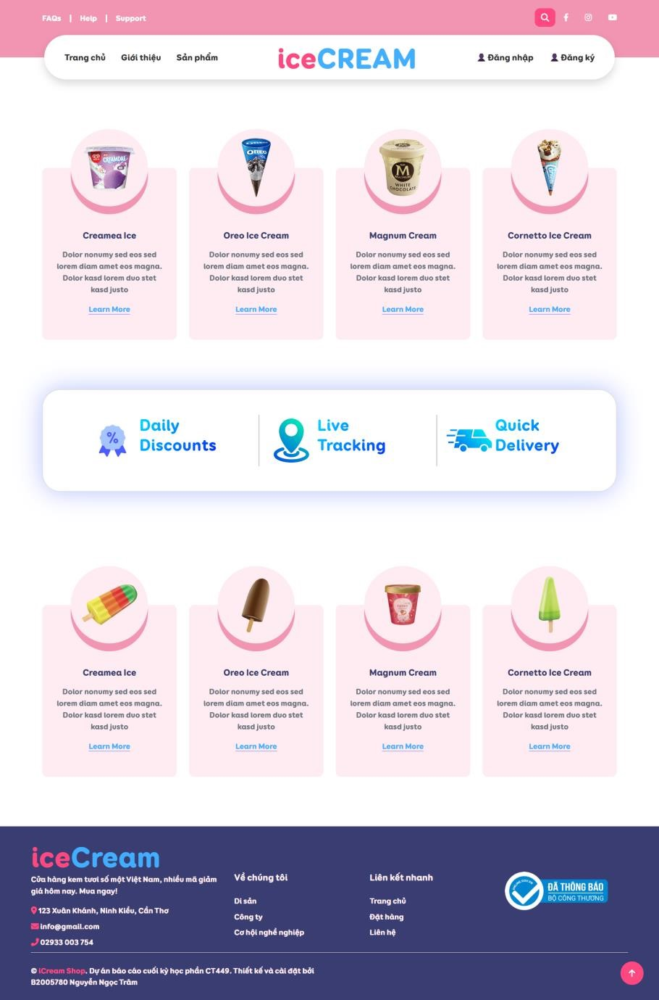 FAQs | Help | Support
Trang chủ Giới thiệu Sản phẩm
iceCREAM
Đăng nhập Đăng ký
CREAMDAE
OREO
M
MAGNUM
WHITE
CHOCOLATE
Cornetto
Creamea Ice
Dolor nonumy sed eos sed
lorem diam amet eos magna.
Dolor kasd lorem duo stet
kasd justo
Learn More
Oreo Ice Cream
Dolor nonumy sed eos sed
lorem diam amet eos magna.
Dolor kasd lorem duo stet
kasd justo
Learn More
Magnum Cream
Dolor nonumy sed eos sed
lorem diam amet eos magna.
Dolor kasd lorem duo stet
kasd justo
Learn More
Cornetto Ice Cream
Dolor nonumy sed eos sed
lorem diam amet eos magna.
Dolor kasd lorem duo stet
kasd justo
Learn More
%
Daily
Discounts
Live
Tracking
Quick
Delivery
Creamea Ice
Dolor nonumy sed eos sed
lorem diam amet eos magna.
Dolor kasd lorem duo stet
kasd justo
Learn More
Oreo Ice Cream
Dolor nonumy sed eos sed
lorem diam amet eos magna.
Dolor kasd lorem duo stet
kasd justo
Learn More
Magnum Cream
Dolor nonumy sed eos sed
lorem diam amet eos magna.
Dolor kasd lorem duo stet
kasd justo
Learn More
Cornetto Ice Cream
Dolor nonumy sed eos sed
lorem diam amet eos magna.
Dolor kasd lorem duo stet
kasd justo
Learn More
iceCream
Cửa hàng kem tươi số một Việt Nam, nhiều mã giảm
giá hôm nay. Mua ngay!
123 Xuân Khánh, Ninh Kiều, Cần Thơ
info@gmail.com
02933 003 754
Về chúng tôi
Di sản
Công ty
Cơ hội nghề nghiệp
Liên kết nhanh
Trang chủ
Đặt hàng
Liên hệ
ONLINE.GOV.VN
ĐÃ THÔNG BÁO
BỘ CÔNG THƯƠNG
© iCream Shop. Dự án báo cáo cuối kỳ học phần CT449. Thiết kế và cài đặt bởi
B2005780 Nguyễn Ngọc Trâm